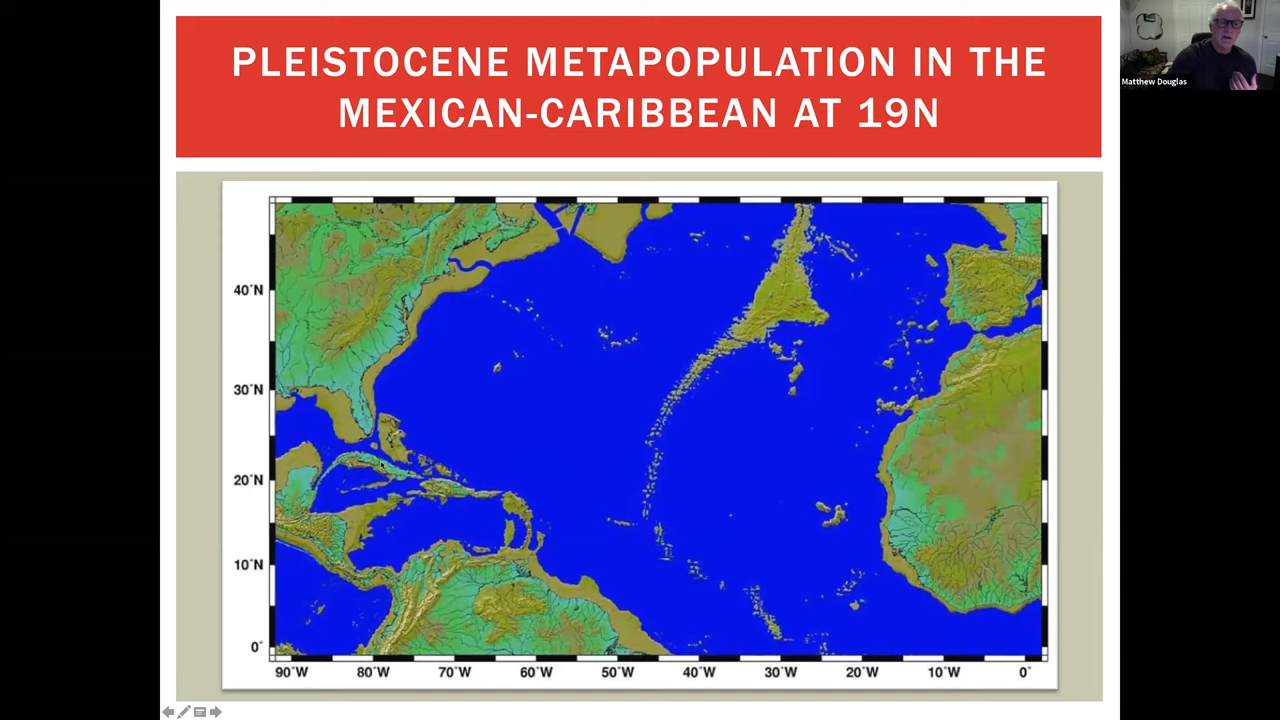 PLEISTOCENE METAPOPULATION IN THE
MEXICAN-CARIBBEAN AT 19N
Matthew Douglas
40°N
30°N
20°N
10°N
0°
90°W 80°W 70°W 60°W 50°W 40°W 30°W 20°W 10°W 0°